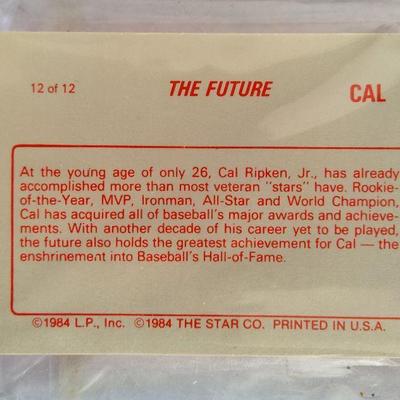 12 of 12 THE FUTURE CAL
At the young age of only 26, Cal Ripken, Jr., has already
accomplished more than most veteran "stars" have. Rookie-
of-the-Year, MVP, Ironman, All-Star and World Champion,
Cal has acquired all of baseball's major awards and achieve-
ments. With another decade of his career yet to be played,
the future also holds the greatest achievement for Cal — the
enshrinement into Baseball's Hall-of-Fame.
©1984 L.P., Inc. ©1984 THE STAR CO. PRINTED IN U.S.A.